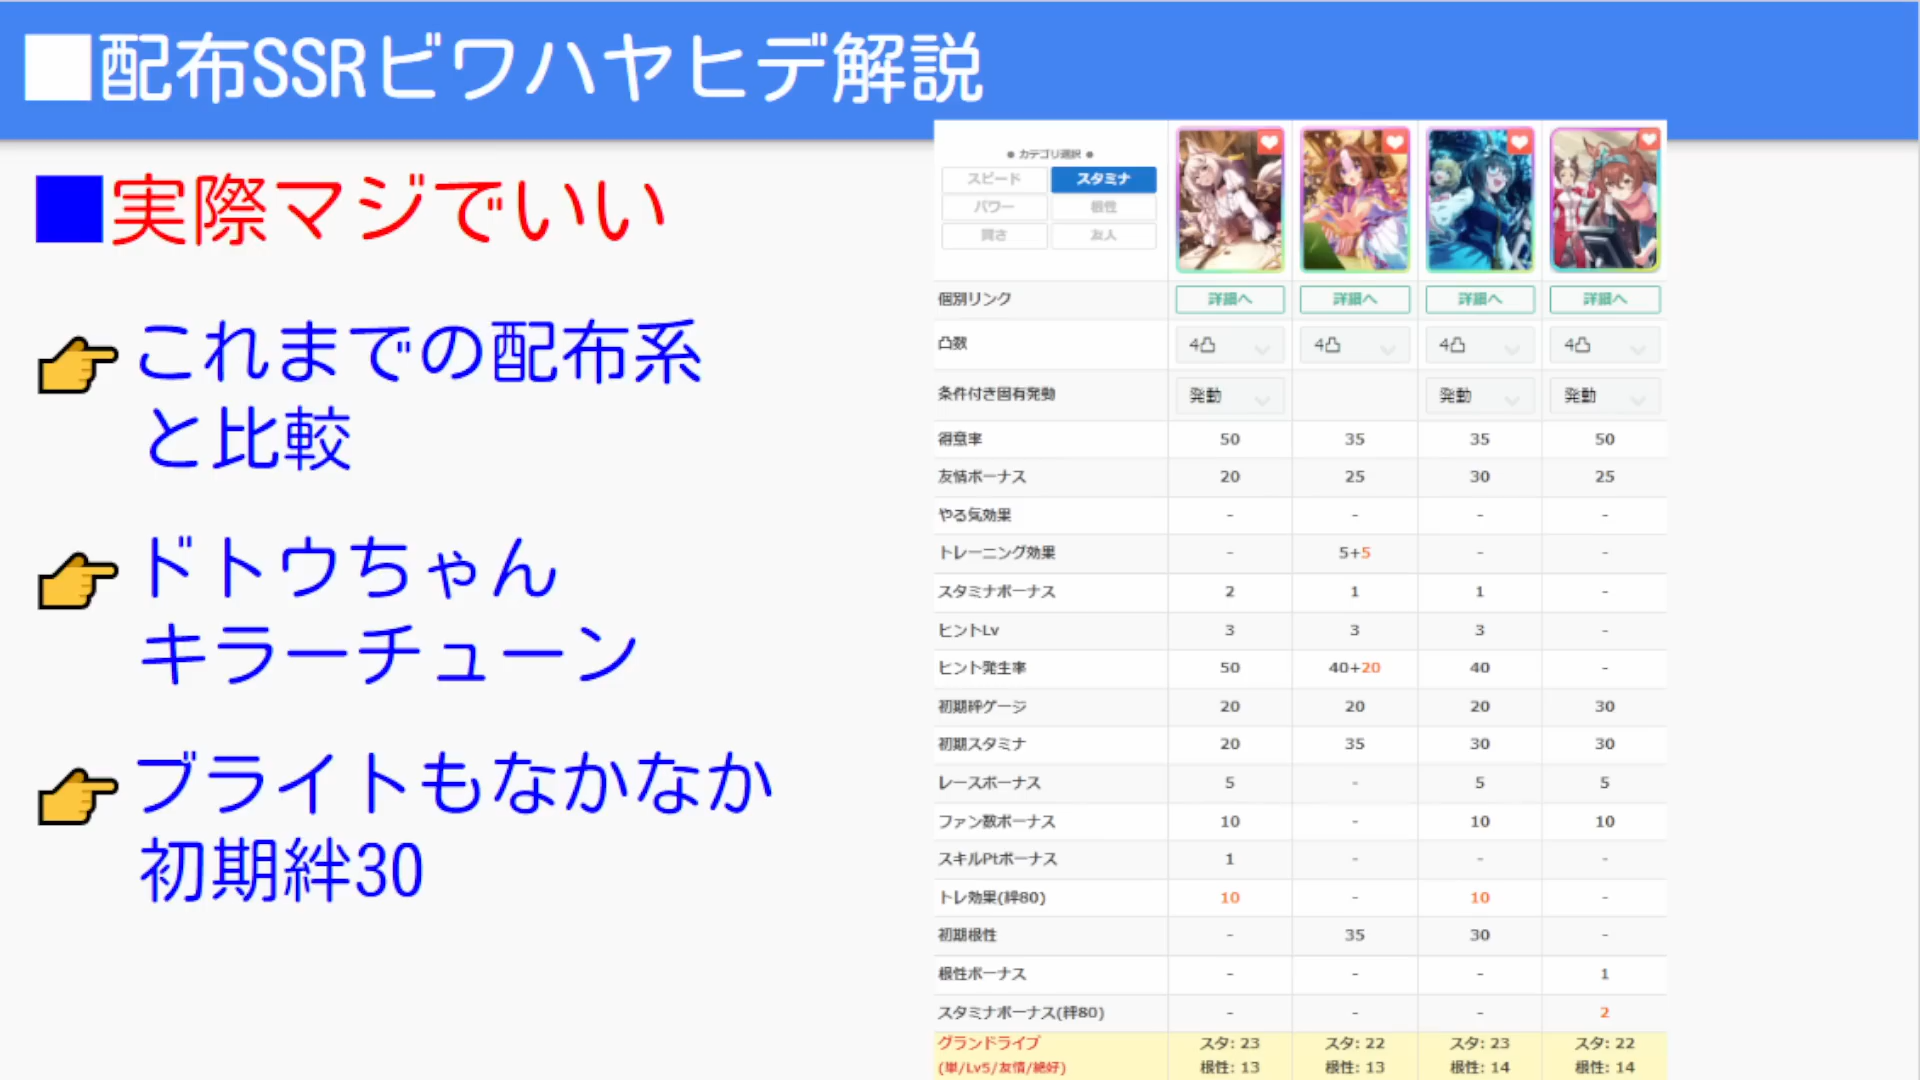 ■配布SSRビワハヤヒデ解説
■実際マジでいい
👉これまでの配布系
と比較
👉ドトウちゃん
キラーチューン
👉ブライトもなかなか
初期絆30
● カテゴリ選択 ●
スピード スタミナ
パワー 根性
賢さ 友人
個別リンク 詳細へ 詳細へ 詳細へ 詳細へ
凸数 4凸 4凸 4凸 4凸
条件付き固有発動 発動 発動 発動
得意率 50 35 35 50
友情ボーナス 20 25 30 25
やる気効果 - - - -
トレーニング効果 - 5+5 - -
スタミナボーナス 2 1 1 -
ヒントLv 3 3 3 -
ヒント発生率 50 40+20 40 -
初期絆ゲージ 20 20 20 30
初期スタミナ 20 35 30 30
レースボーナス 5 - 5 5
ファン数ボーナス 10 - 10 10
スキルPtボーナス 1 - - -
トレ効果(絆80) 10 - 10 -
初期根性 - 35 30 -
根性ボーナス - - - 1
スタミナボーナス(絆80) - - - 2
グランドライブ スタ: 23 スタ: 22 スタ: 23 スタ: 22
(単/Lv5/友情/絶好) 根性: 13 根性: 13 根性: 14 根性: 14